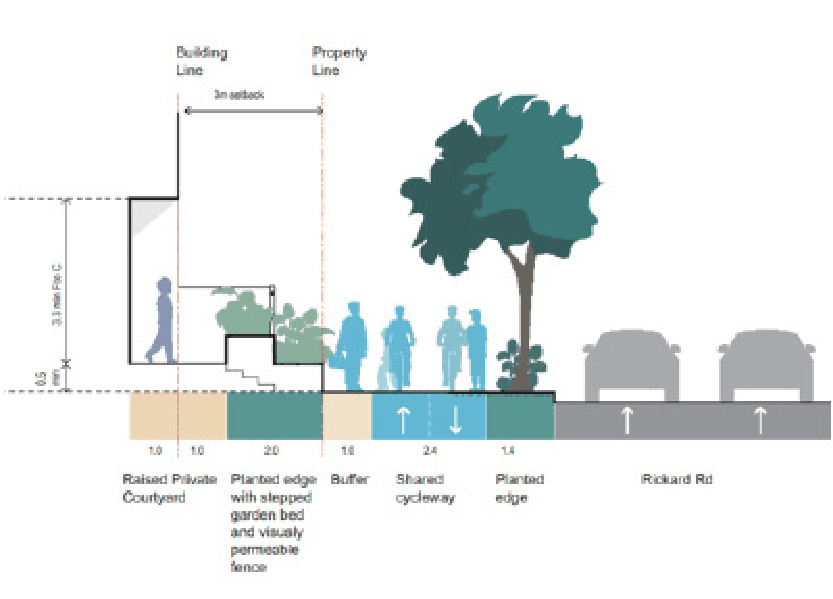 Building
Line
Property
Line
3m setback
3.3 min F to C
0.5
min
1.0
1.0
2.0
1.0
2.4
1.4
Raised Private
Courtyard
Planted edge
with stepped
garden bed
and visualy
permeable
fence
Buffer
Shared
cycleway
Planted
edge
Rickard Rd